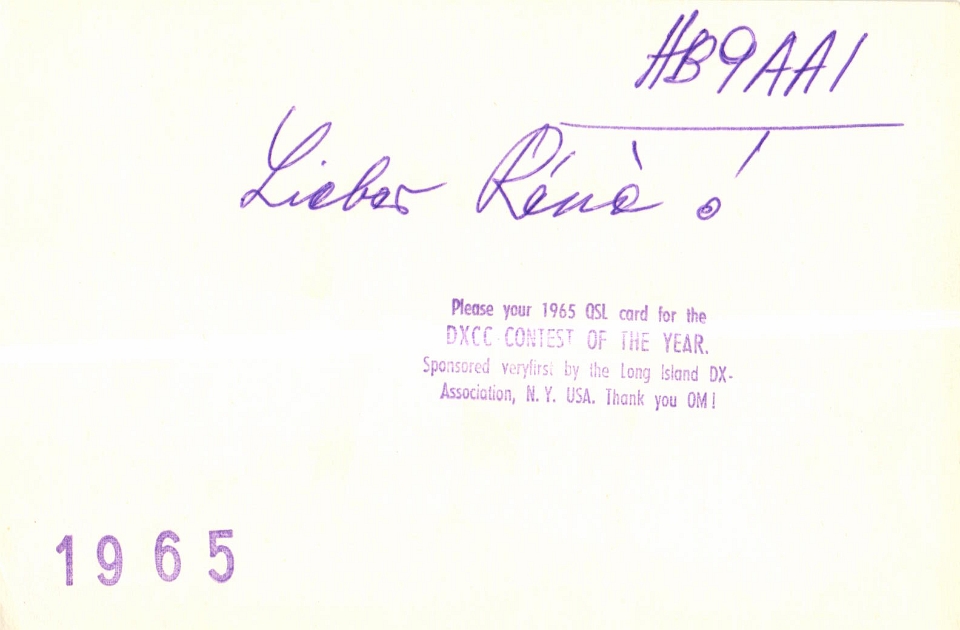 HB9AAI
Lieber Rénè !
Please your 1965 QSL card for the
DXCC CONTEST OF THE YEAR.
Sponsored veryfirst by the Long Island DX-
Association, N.Y. USA. Thank you OM!
1965